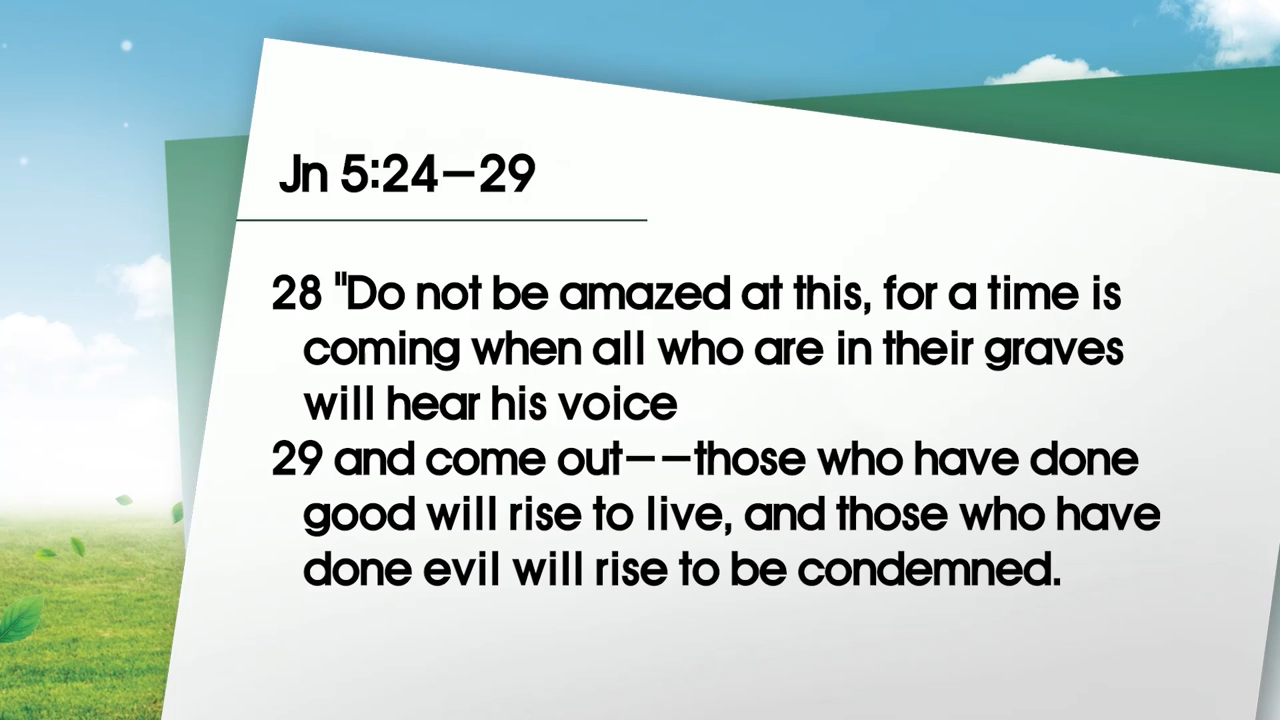 Jn 5:24–29
28 "Do not be amazed at this, for a time is
coming when all who are in their graves
will hear his voice
29 and come out––those who have done
good will rise to live, and those who have
done evil will rise to be condemned.